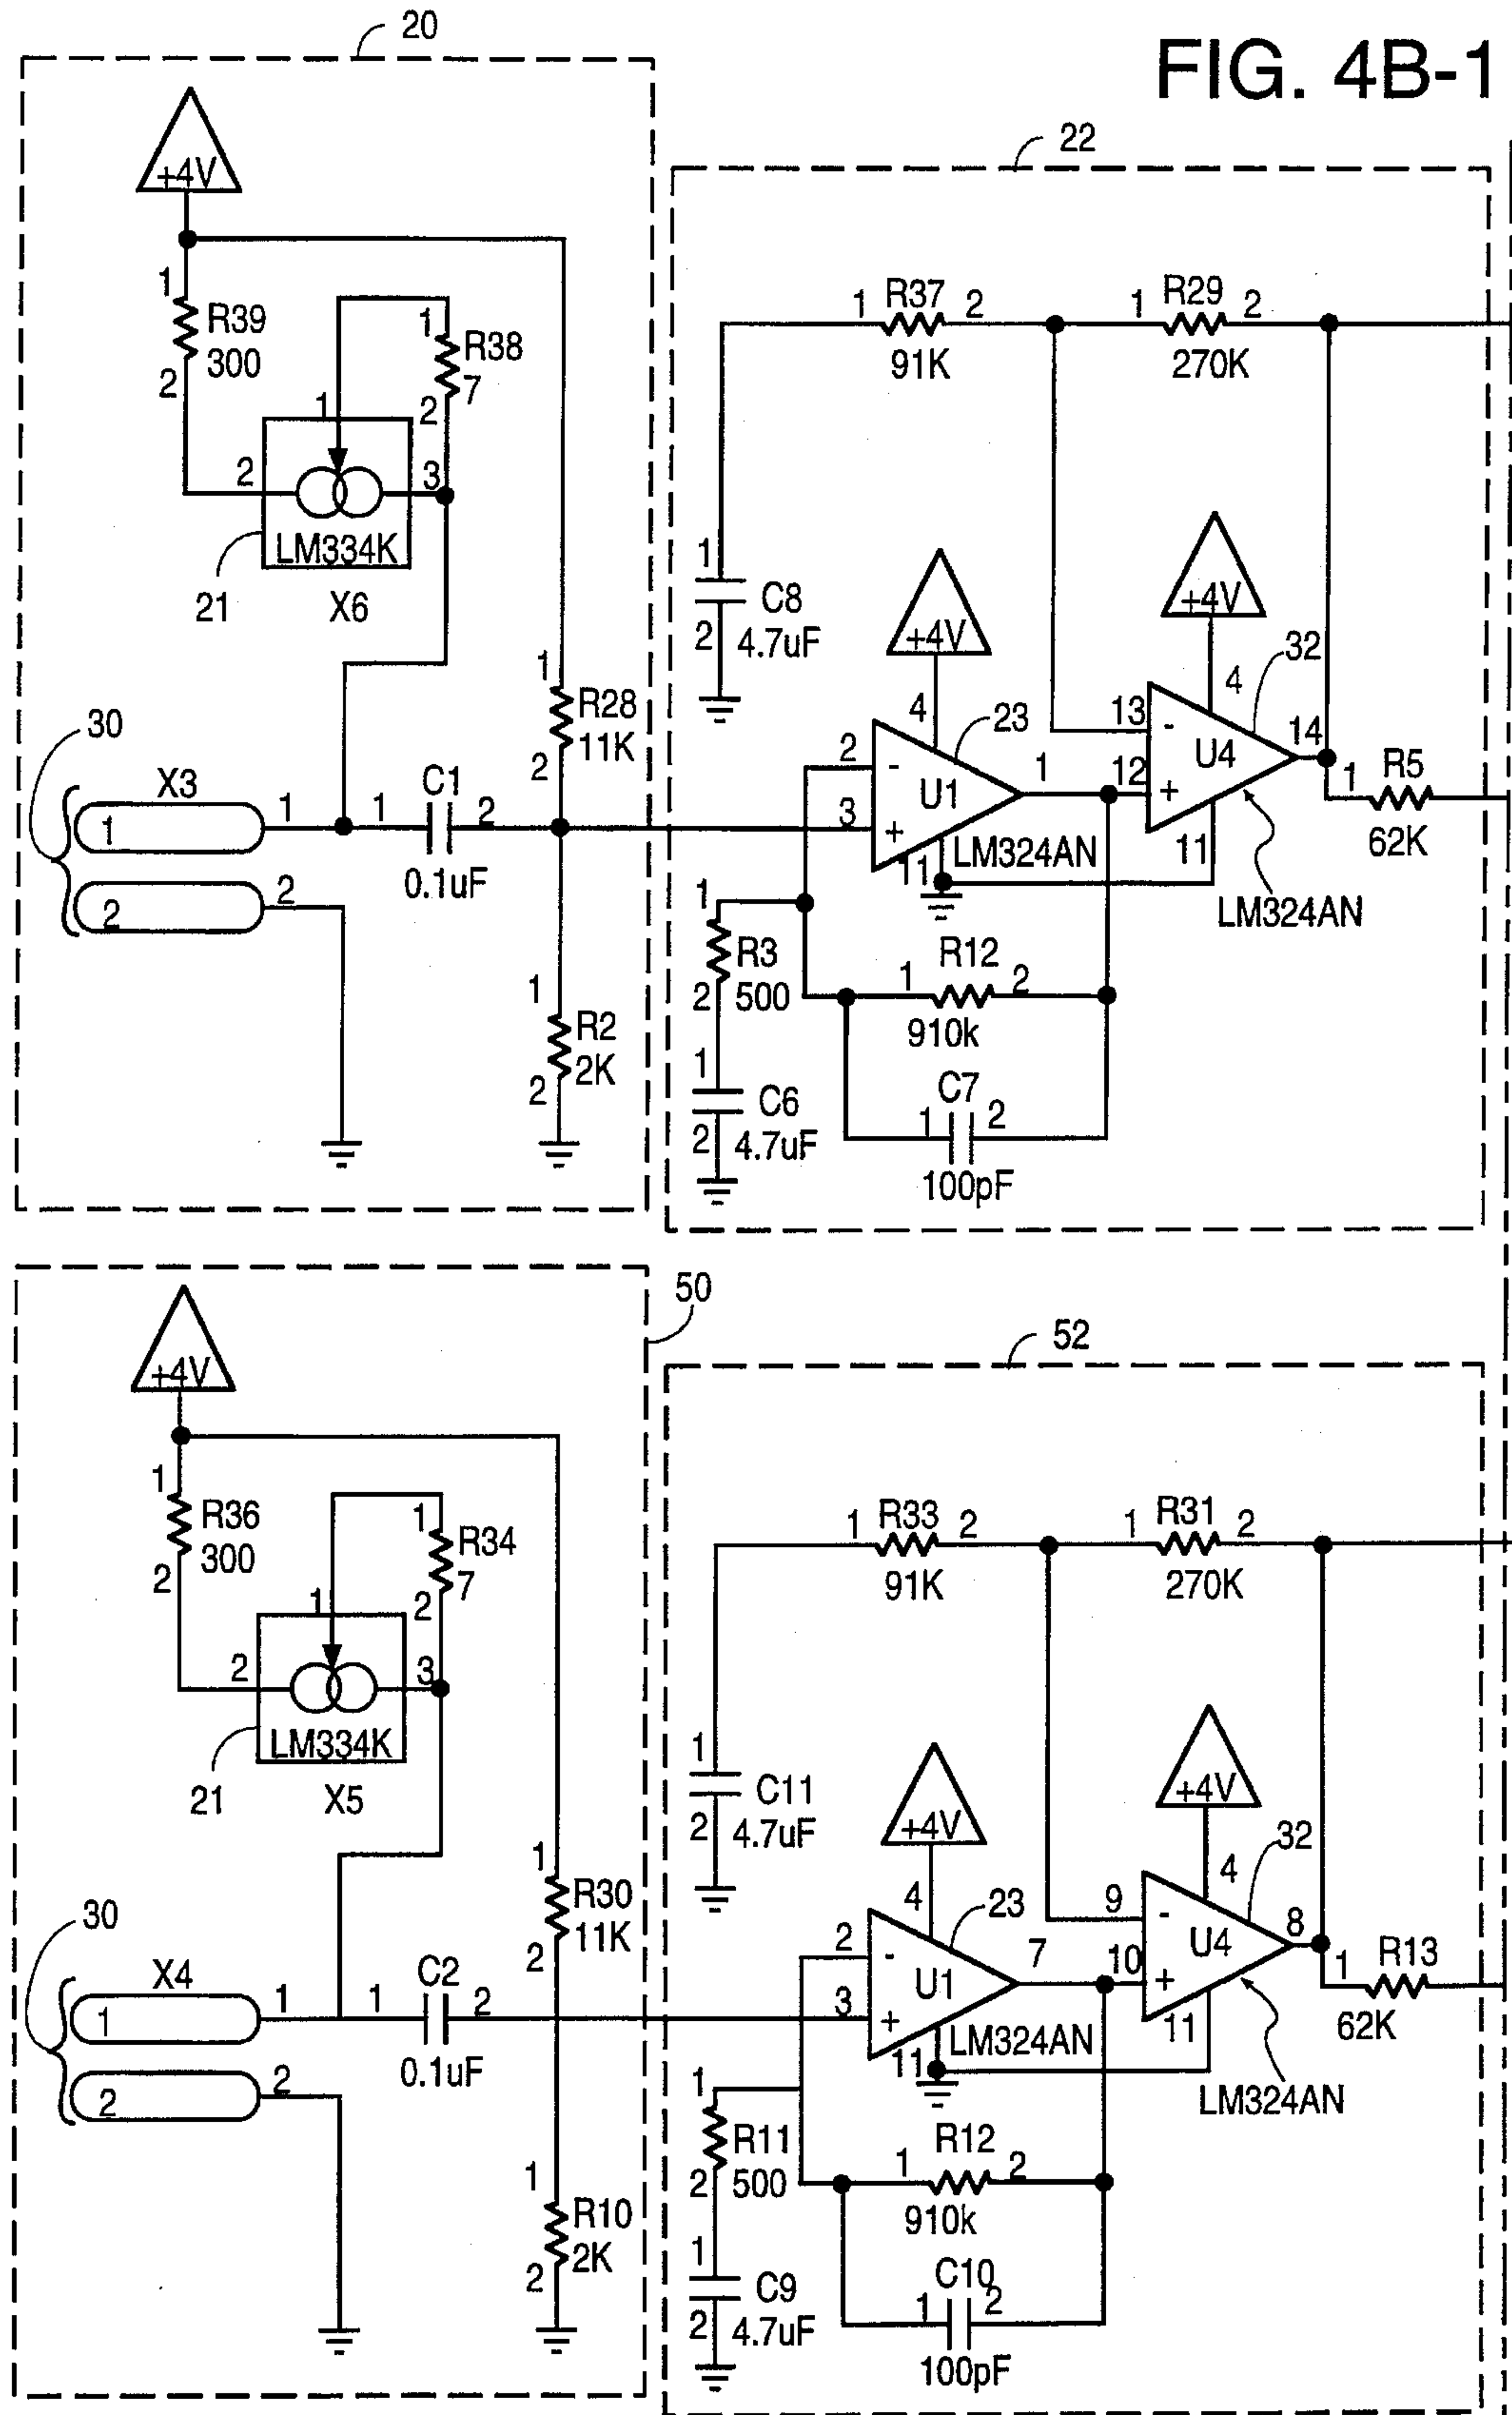 FIG. 4B-1
20
+4V
1
R39
300
2
1
R38
7
2
1
2
3
LM334K
21
X6
30
X3
1
1
1
C1
2
0.1uF
2
2
1
R28
11K
2
1
R2
2K
2
22
1
R37
2
91K
1
R29
2
270K
1
C8
2
4.7uF
+4V
4
23
2
-
U1
3
+
1
11
LM324AN
+4V
4
32
13
-
U4
12
+
14
11
LM324AN
1
R5
62K
1
R3
2
500
1
C6
2
4.7uF
1
R12
2
910k
C7
1
2
100pF
50
+4V
1
R36
300
2
1
R34
7
2
1
2
3
LM334K
21
X5
30
X4
1
1
1
C2
2
0.1uF
2
2
1
R30
11K
2
1
R10
2K
2
52
1
R33
2
91K
1
R31
2
270K
1
C11
2
4.7uF
+4V
4
23
2
-
U1
3
+
7
11
LM324AN
+4V
4
32
9
-
U4
10
+
8
11
LM324AN
1
R13
62K
1
R11
2
500
1
C9
2
4.7uF
1
R12
2
910k
C10
1
2
100pF